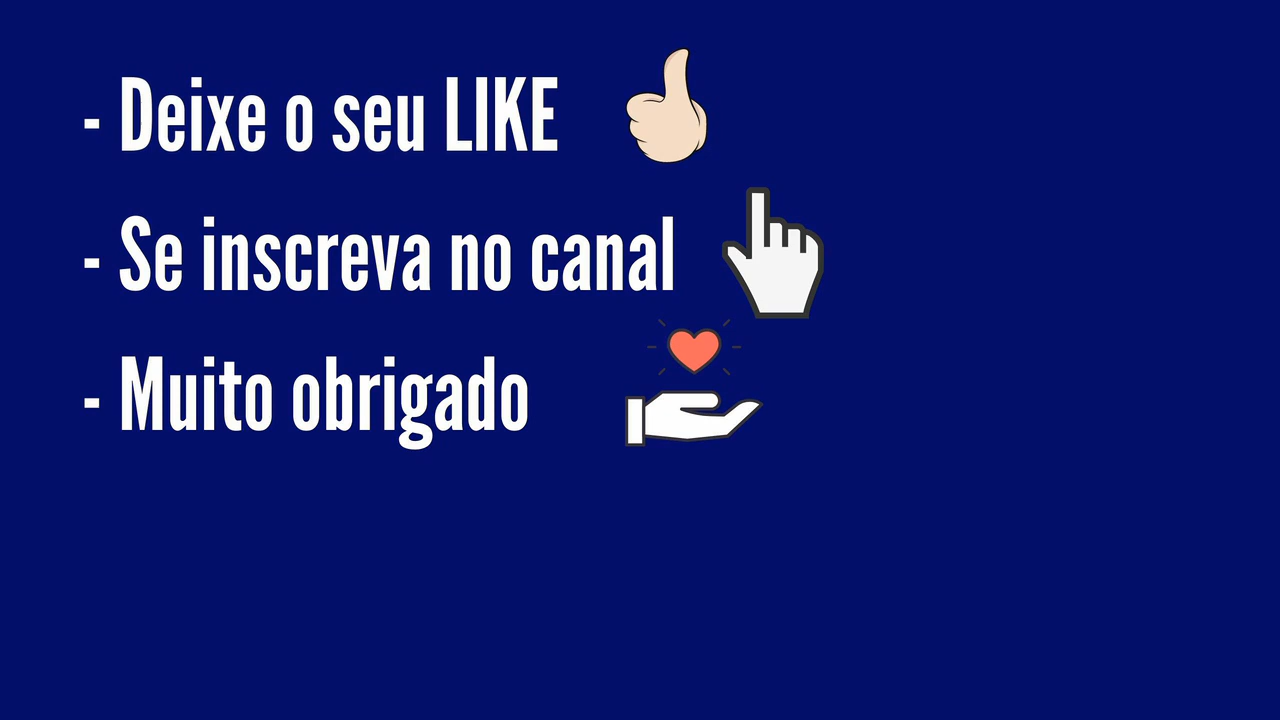 - Deixe o seu LIKE
- Se inscreva no canal
- Muito obrigado